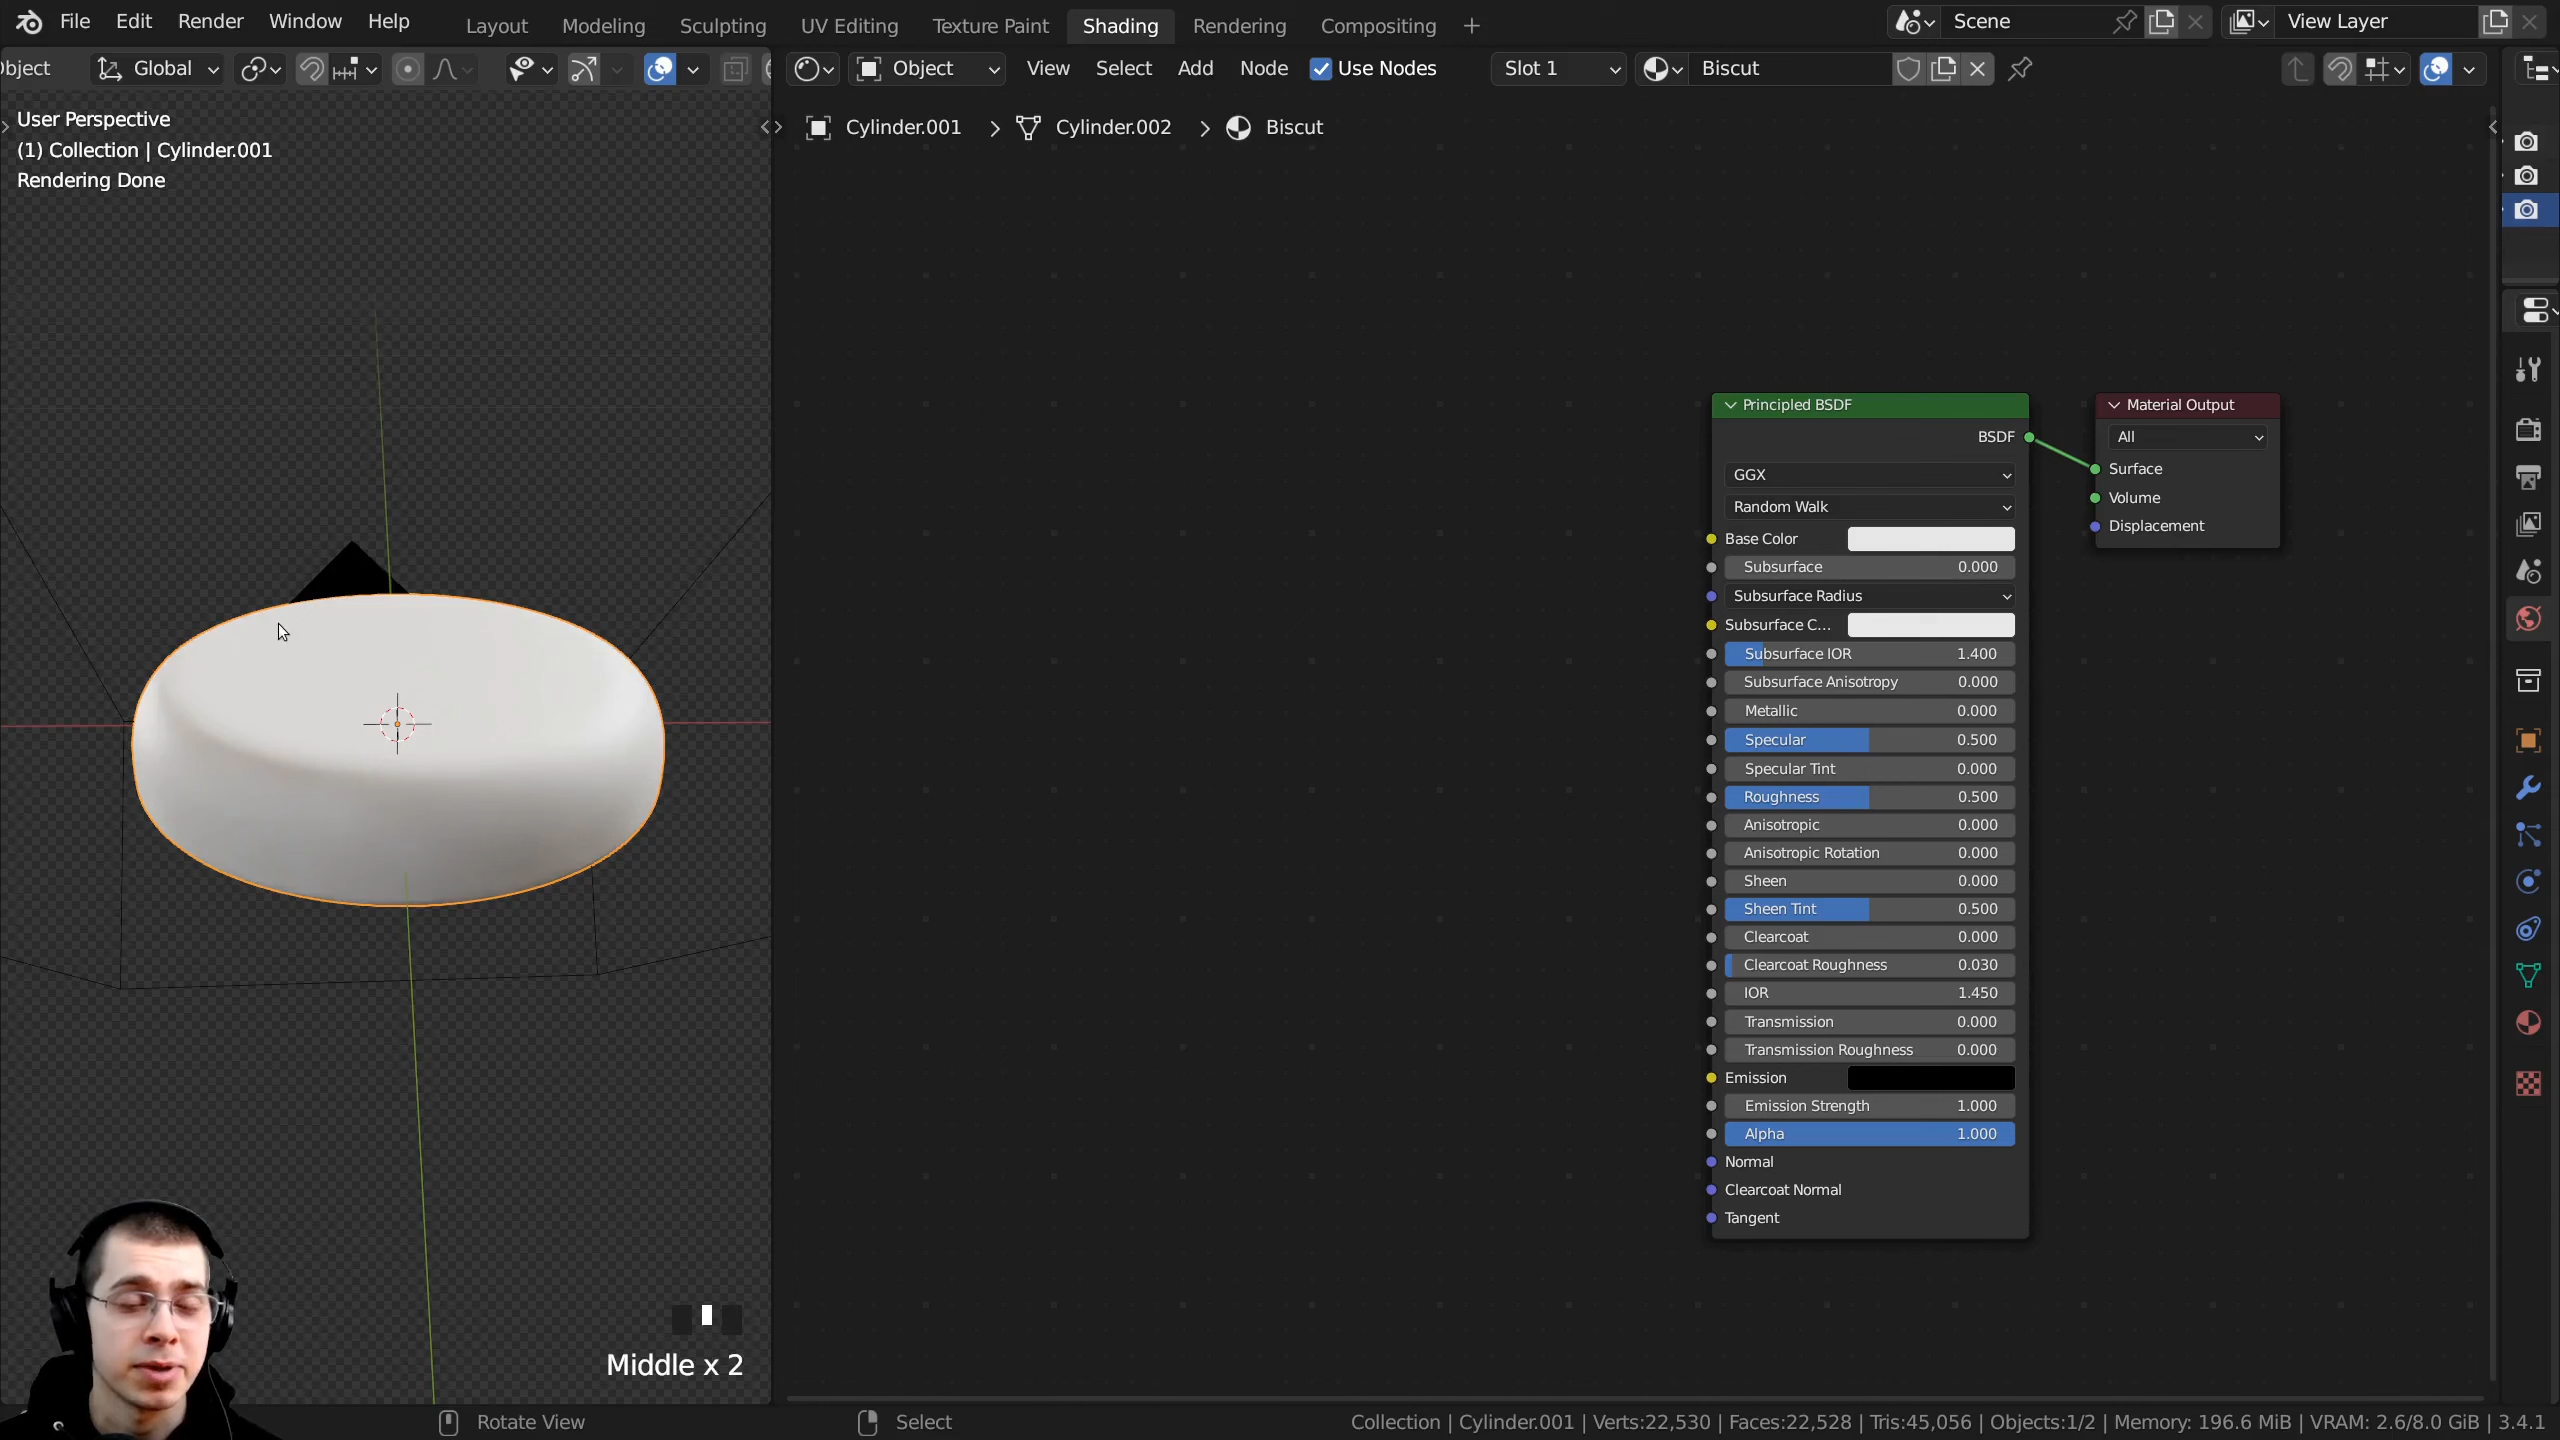 File Edit Render Window Help Layout Modeling Sculpting UV Editing Texture Paint Shading Rendering Compositing + Scene View Layer
bject Global Object View Select Add Node Use Nodes Slot 1 Biscut
User Perspective
(1) Collection | Cylinder.001
Rendering Done
Cylinder.001 > Cylinder.002 > Biscut
Principled BSDF
BSDF
GGX
Random Walk
Base Color
Subsurface 0.000
Subsurface Radius
Subsurface C...
Subsurface IOR 1.400
Subsurface Anisotropy 0.000
Metallic 0.000
Specular 0.500
Specular Tint 0.000
Roughness 0.500
Anisotropic 0.000
Anisotropic Rotation 0.000
Sheen 0.000
Sheen Tint 0.500
Clearcoat 0.000
Clearcoat Roughness 0.030
IOR 1.450
Transmission 0.000
Transmission Roughness 0.000
Emission
Emission Strength 1.000
Alpha 1.000
Normal
Clearcoat Normal
Tangent
Material Output
All
Surface
Volume
Displacement
Middle x 2
Rotate View Select Collection | Cylinder.001 | Verts:22,530 | Faces:22,528 | Tris:45,056 | Objects:1/2 | Memory: 196.6 MiB | VRAM: 2.6/8.0 GiB | 3.4.1